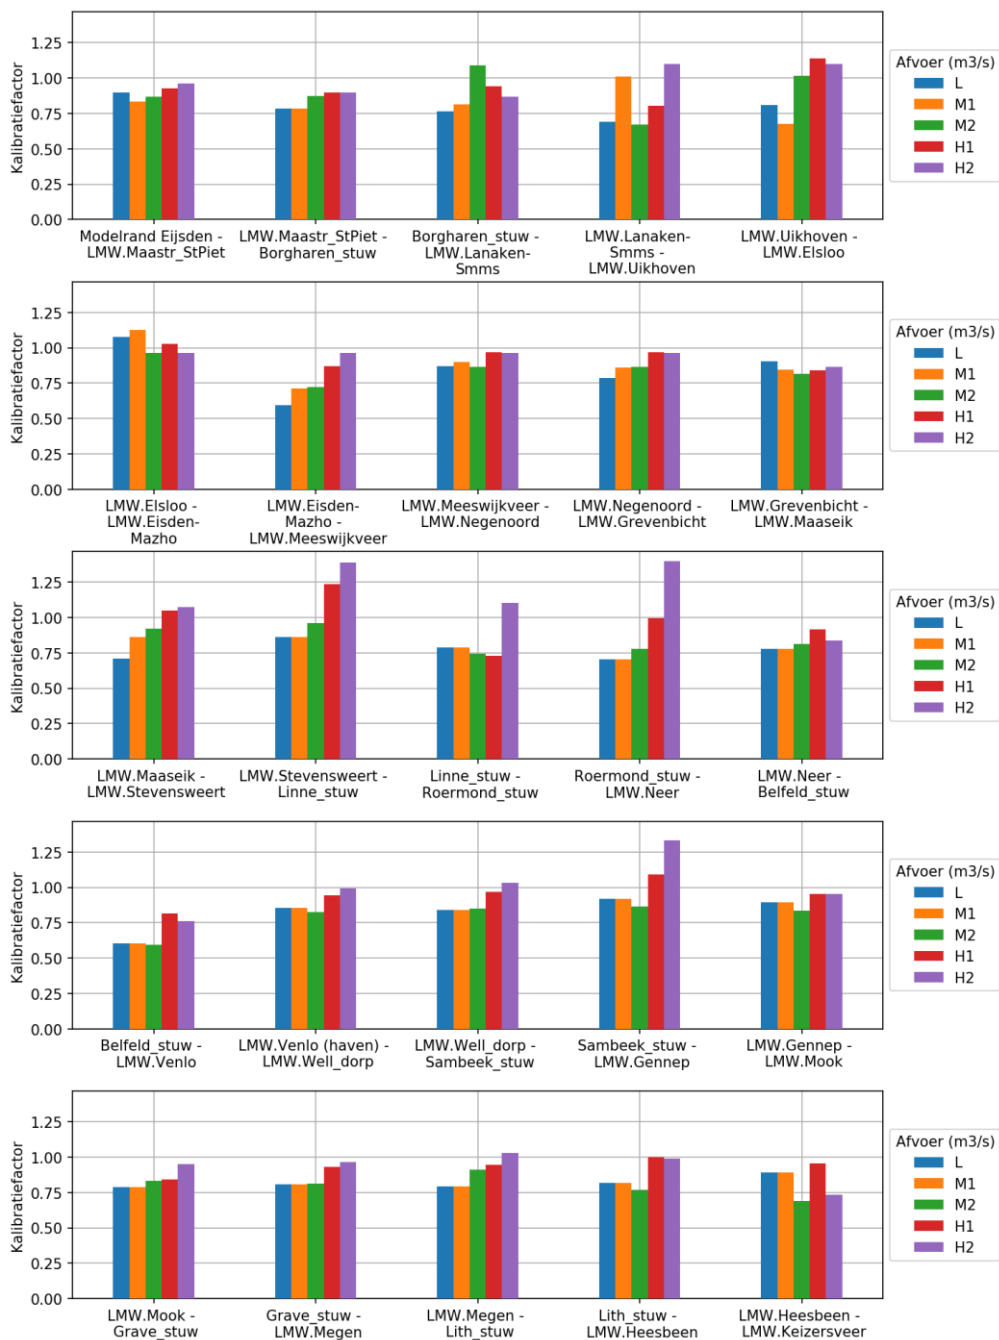 Kalibratiefactor
1.25
1.00
0.75
0.50
0.25
0.00
Modelrand Eijsden -
LMW.Maastr_StPiet
LMW.Maastr_StPiet -
Borgharen_stuw
Borgharen_stuw -
LMW.Lanaken-
Smms
LMW.Lanaken-
Smms -
LMW.Uikhoven
LMW.Uikhoven -
LMW.Elsloo
Afvoer (m3/s)
L
M1
M2
H1
H2
Kalibratiefactor
1.25
1.00
0.75
0.50
0.25
0.00
LMW.Elsloo -
LMW.Eisden-
Mazho
LMW.Eisden-
Mazho -
LMW.Meeswijkveer
LMW.Meeswijkveer -
LMW.Negenoord
LMW.Negenoord -
LMW.Grevenbicht
LMW.Grevenbicht -
LMW.Maaseik
Afvoer (m3/s)
L
M1
M2
H1
H2
Kalibratiefactor
1.25
1.00
0.75
0.50
0.25
0.00
LMW.Maaseik -
LMW.Stevensweert
LMW.Stevensweert -
Linne_stuw
Linne_stuw -
Roermond_stuw
Roermond_stuw -
LMW.Neer
LMW.Neer -
Belfeld_stuw
Afvoer (m3/s)
L
M1
M2
H1
H2
Kalibratiefactor
1.25
1.00
0.75
0.50
0.25
0.00
Belfeld_stuw -
LMW.Venlo
LMW.Venlo (haven) -
LMW.Well_dorp
LMW.Well_dorp -
Sambeek_stuw
Sambeek_stuw -
LMW.Gennep
LMW.Gennep -
LMW.Mook
Afvoer (m3/s)
L
M1
M2
H1
H2
Kalibratiefactor
1.25
1.00
0.75
0.50
0.25
0.00
LMW.Mook -
Grave_stuw
Grave_stuw -
LMW.Megen
LMW.Megen -
Lith_stuw
Lith_stuw -
LMW.Heesbeen
LMW.Heesbeen -
LMW.Keizersveer
Afvoer (m3/s)
L
M1
M2
H1
H2